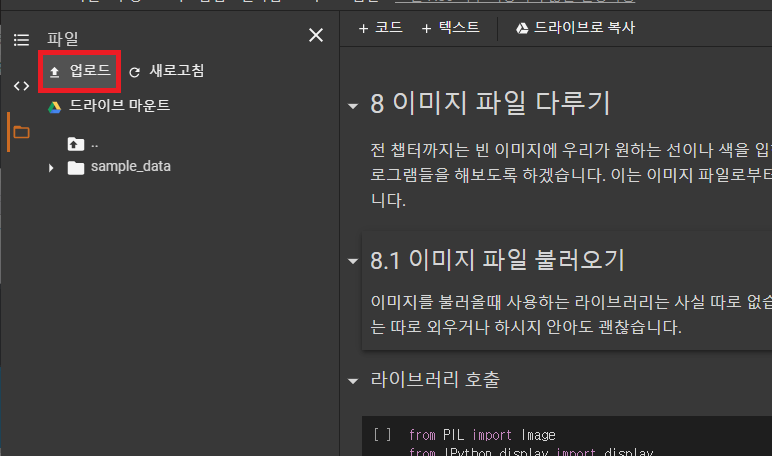 파일
업로드
새로고침
드라이브 마운트
..
sample_data
+ 코드
+ 텍스트
드라이브로 복사
8 이미지 파일 다루기
전 챕터까지는 빈 이미지에 우리가 원하는 선이나 색을 입
로그램들을 해보도록 하겠습니다. 이는 이미지 파일로부터
니다.
8.1 이미지 파일 불러오기
이미지를 불러올때 사용하는 라이브러리는 사실 따로 없습
는 따로 외우거나 하시지 안아도 괜찮습니다.
라이브러리 호출
[ ] from PIL import Image
from IPython.display import display